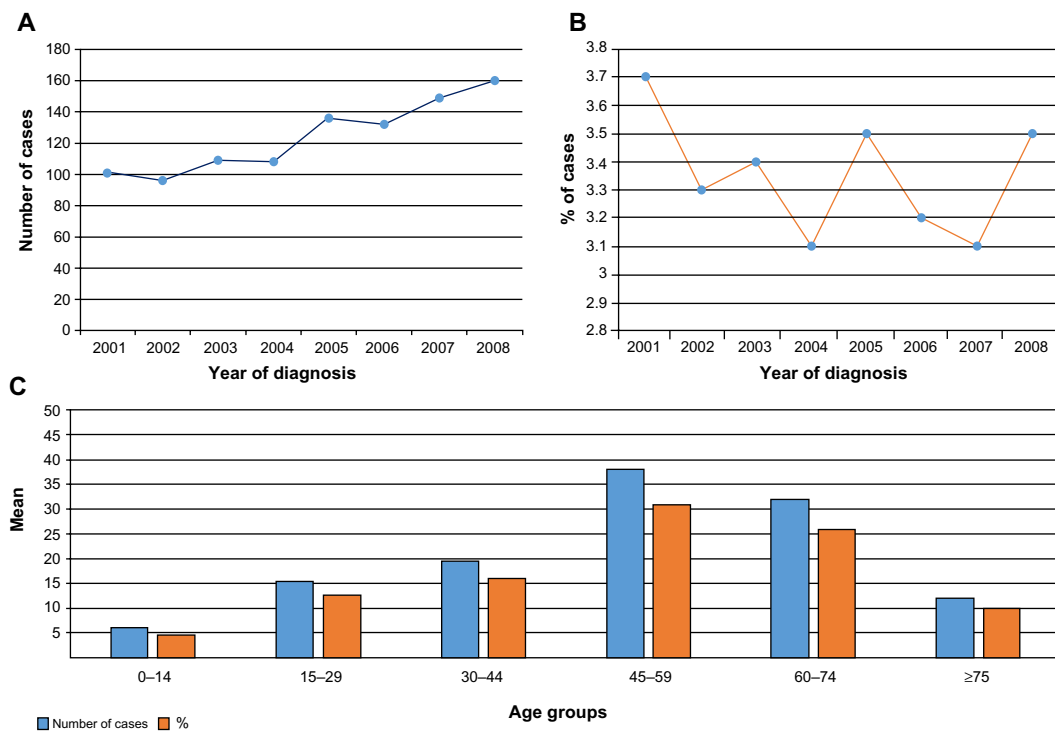 A
180
160
140
120
100
80
60
40
20
0
Number of cases
2001 2002 2003 2004 2005 2006 2007 2008
Year of diagnosis
B
3.8
3.7
3.6
3.5
3.4
3.3
3.2
3.1
3
2.9
2.8
% of cases
2001 2002 2003 2004 2005 2006 2007 2008
Year of diagnosis
C
50
45
40
35
30
25
20
15
10
5
Mean
0–14 15–29 30–44 45–59 60–74 ≥75
Age groups
Number of cases %